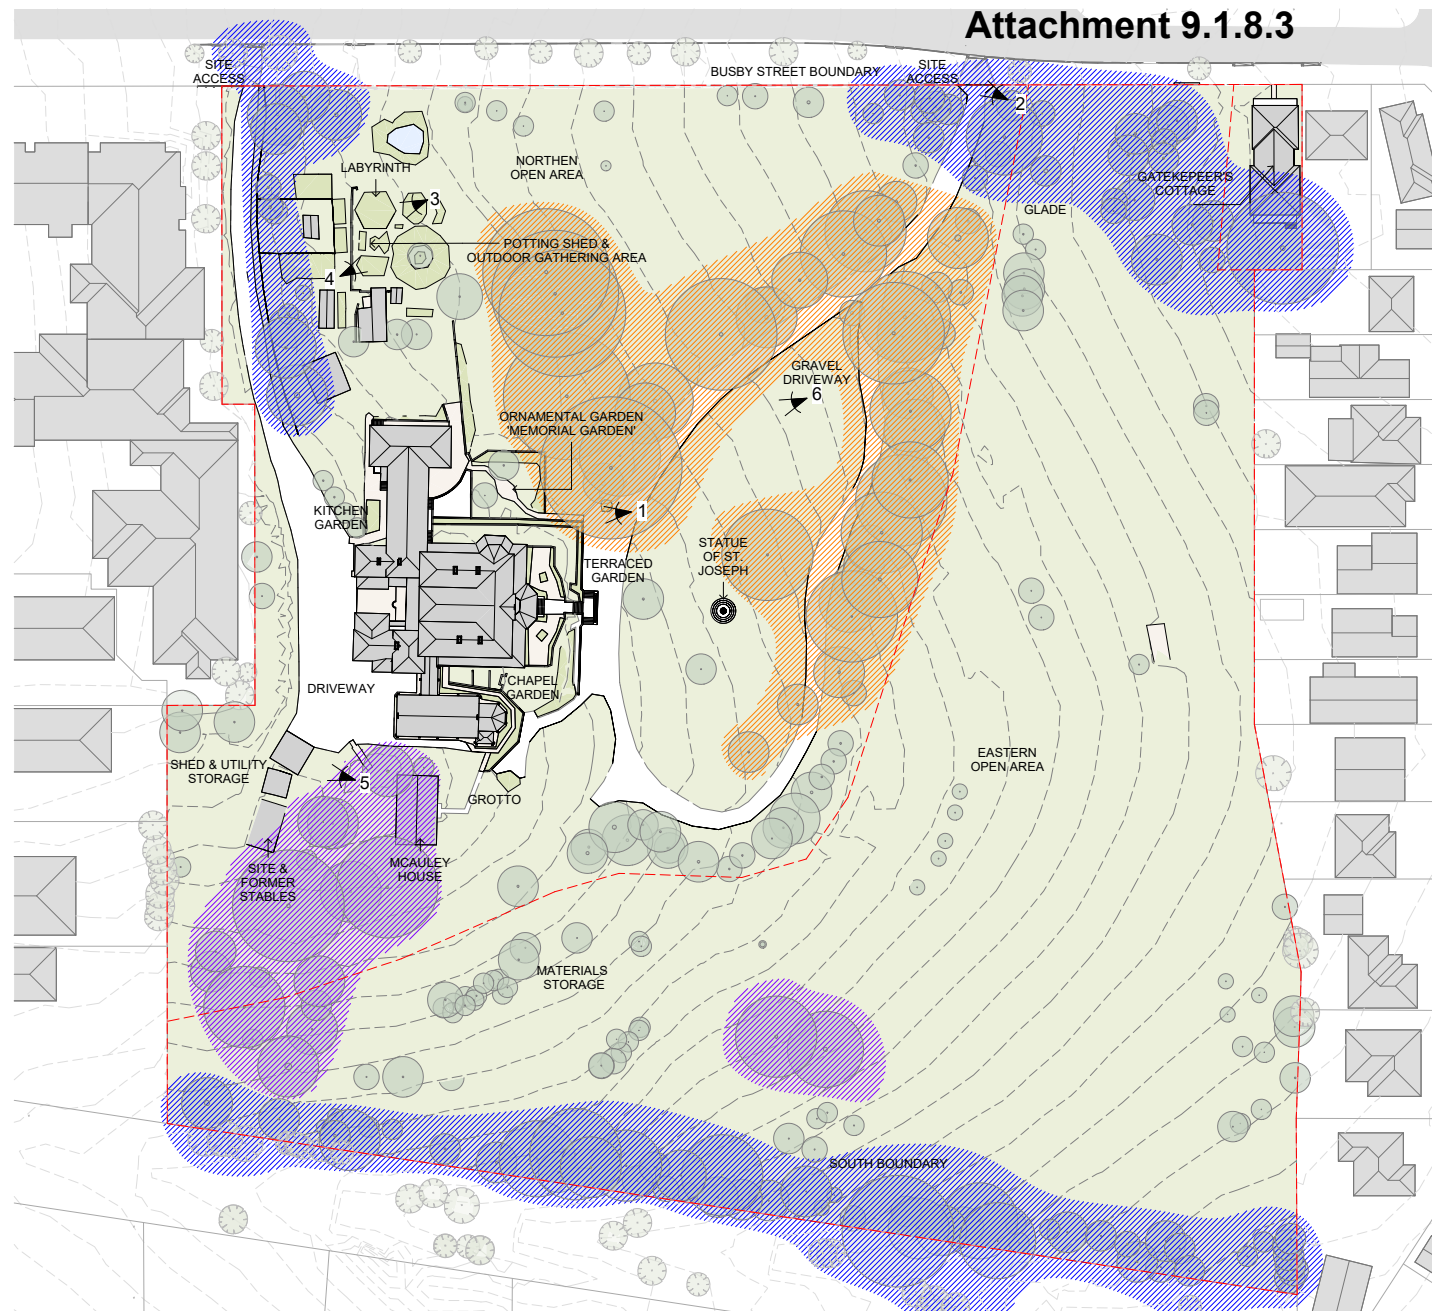 Attachment 9.1.8.3
SITE
ACCESS
BUSBY STREET BOUNDARY
SITE
ACCESS
2
LABYRINTH
NORTHEN
OPEN AREA
GATEKEPEER'S
COTTAGE
3
GLADE
POTTING SHED &
OUTDOOR GATHERING AREA
4
GRAVEL
DRIVEWAY
6
ORNAMENTAL GARDEN
'MEMORIAL GARDEN'
KITCHEN
GARDEN
1
STATUE
OF ST.
JOSEPH
TERRACED
GARDEN
DRIVEWAY
CHAPEL
GARDEN
SHED & UTILITY
STORAGE
5
GROTTO
EASTERN
OPEN AREA
SITE &
FORMER
STABLES
MCAULEY
HOUSE
MATERIALS
STORAGE
SOUTH BOUNDARY